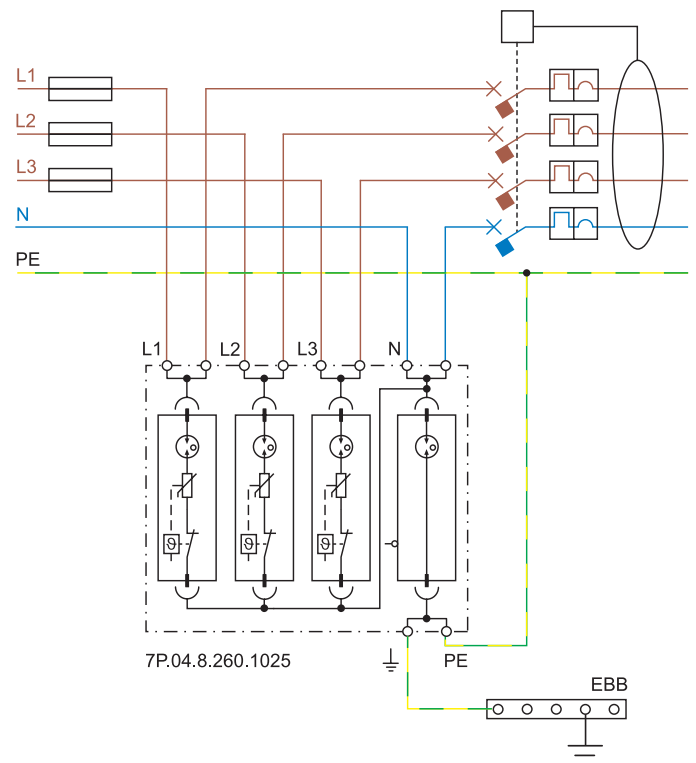 L1
L2
L3
N
PE
L1 L2 L3 N
ϑ ϑ ϑ
7P.04.8.260.1025
PE
EBB